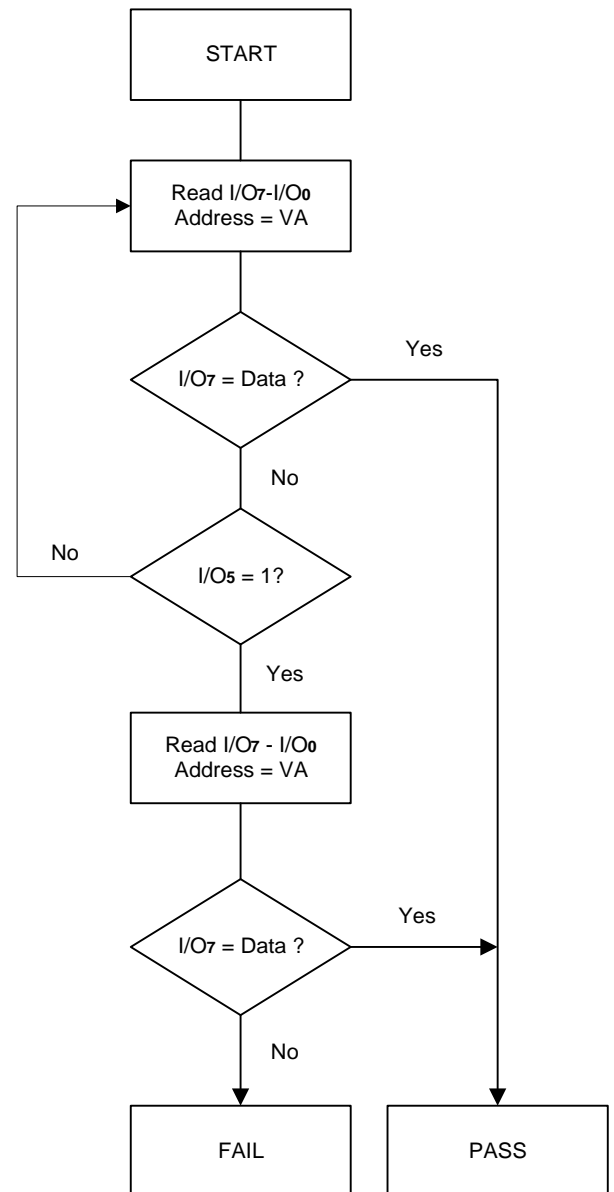 START
Read I/O7-I/O0
Address = VA
I/O7 = Data ?
Yes
No
I/O5 = 1?
No
Yes
Read I/O7 - I/O0
Address = VA
I/O7 = Data ?
Yes
No
FAIL
PASS